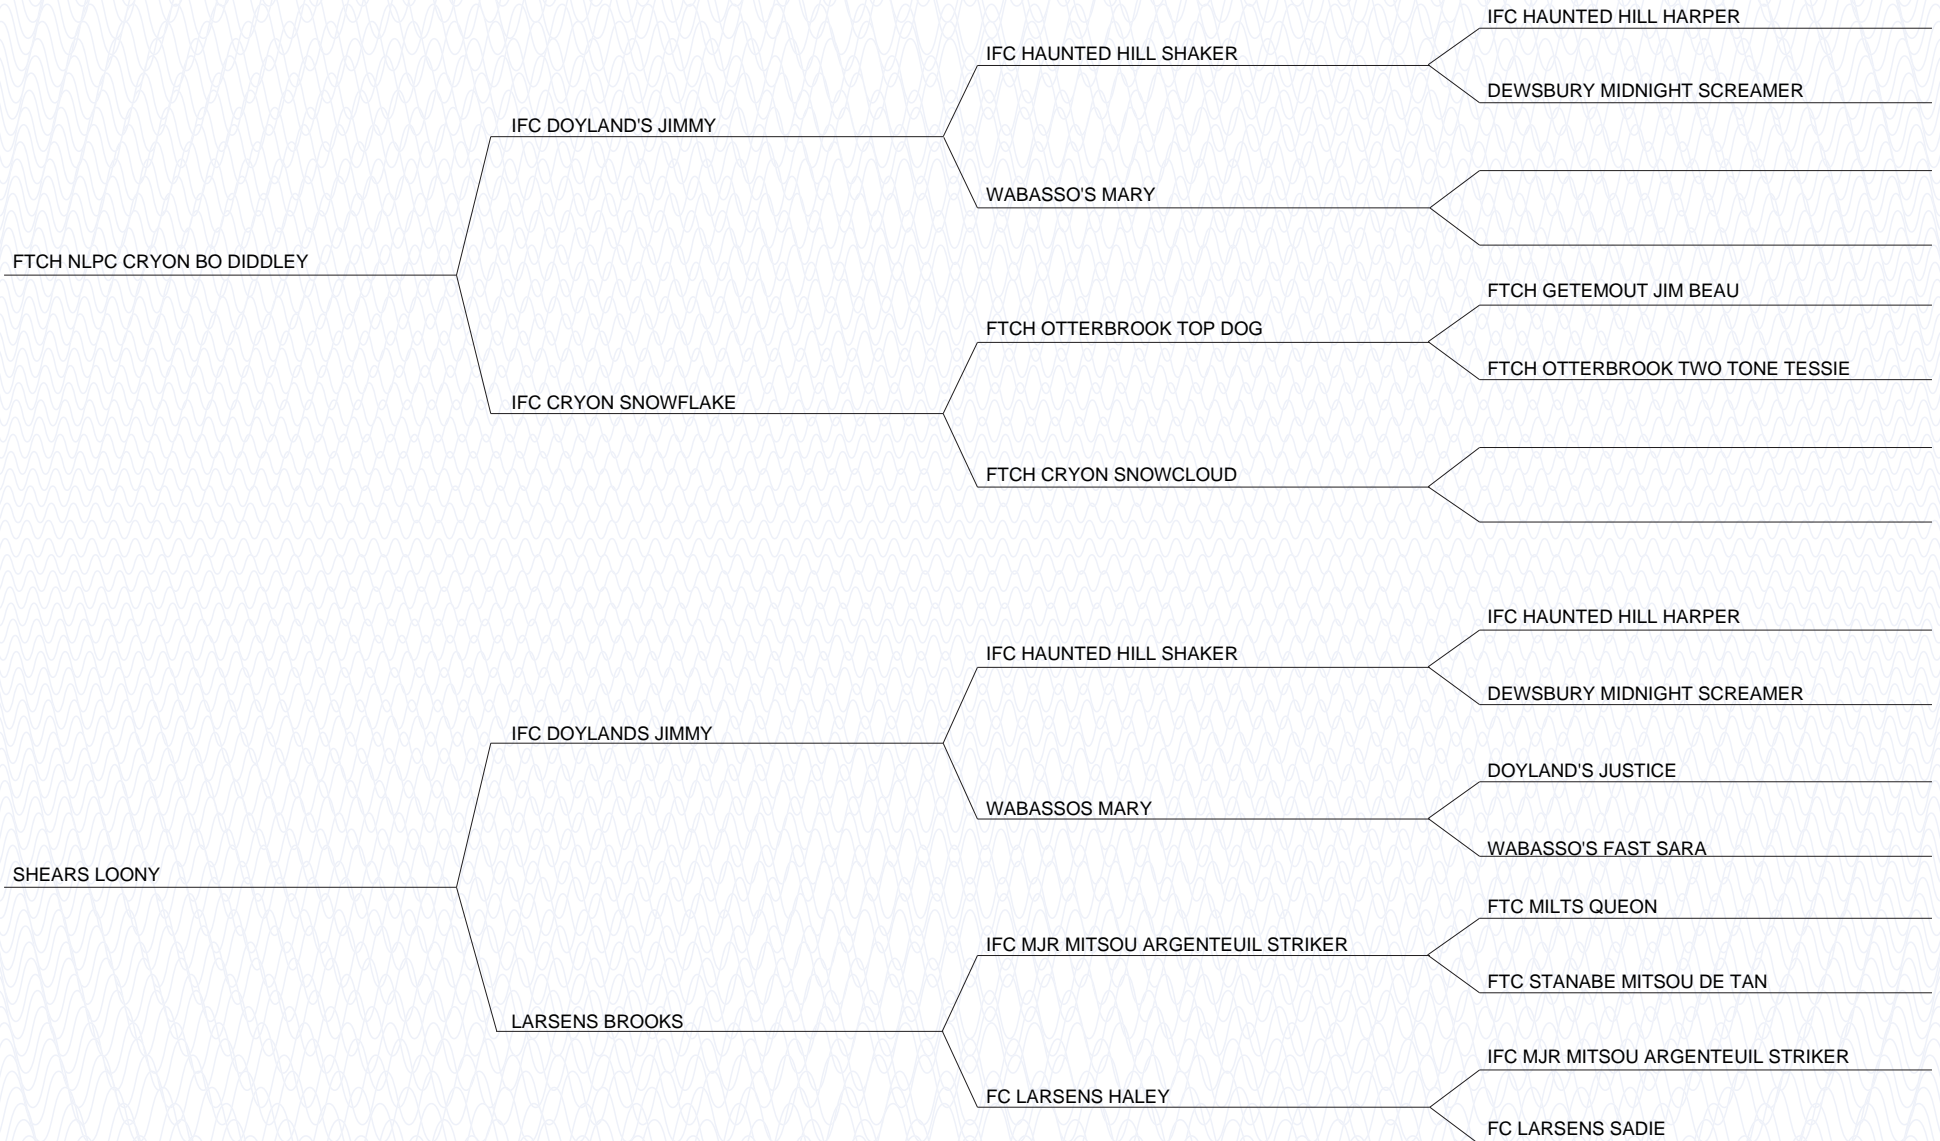 IFC HAUNTED HILL HARPER
IFC HAUNTED HILL SHAKER
DEWSBURY MIDNIGHT SCREAMER
IFC DOYLAND'S JIMMY
WABASSO'S MARY
FTCH NLPC CRYON BO DIDDLEY
FTCH GETEMOUT JIM BEAU
FTCH OTTERBROOK TOP DOG
FTCH OTTERBROOK TWO TONE TESSIE
IFC CRYON SNOWFLAKE
FTCH CRYON SNOWCLOUD
IFC HAUNTED HILL HARPER
IFC HAUNTED HILL SHAKER
DEWSBURY MIDNIGHT SCREAMER
IFC DOYLANDS JIMMY
DOYLAND'S JUSTICE
WABASSOS MARY
WABASSO'S FAST SARA
SHEARS LOONY
FTC MILTS QUEON
IFC MJR MITSOU ARGENTEUIL STRIKER
FTC STANABE MITSOU DE TAN
LARSENS BROOKS
IFC MJR MITSOU ARGENTEUIL STRIKER
FC LARSENS HALEY
FC LARSENS SADIE